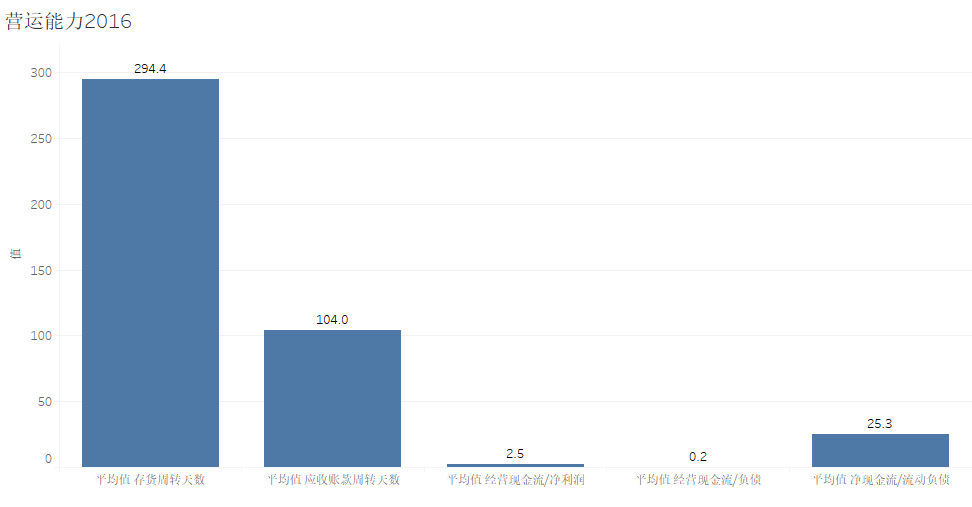 营运能力2016
值
300
250
200
150
100
50
0
294.4
104.0
2.5
0.2
25.3
平均值 存货周转天数
平均值 应收账款周转天数
平均值 经营现金流/净利润
平均值 经营现金流/负债
平均值 净现金流/流动负债